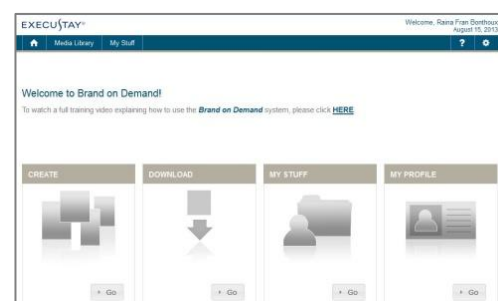 EXECUSTAY®
Welcome, Raina Fran Bonthoux
August 15, 2013
Media Library My Stuff ?
Welcome to Brand on Demand!
To watch a full training video explaining how to use the Brand on Demand system, please click HERE
CREATE DOWNLOAD MY STUFF MY PROFILE
Go Go Go Go